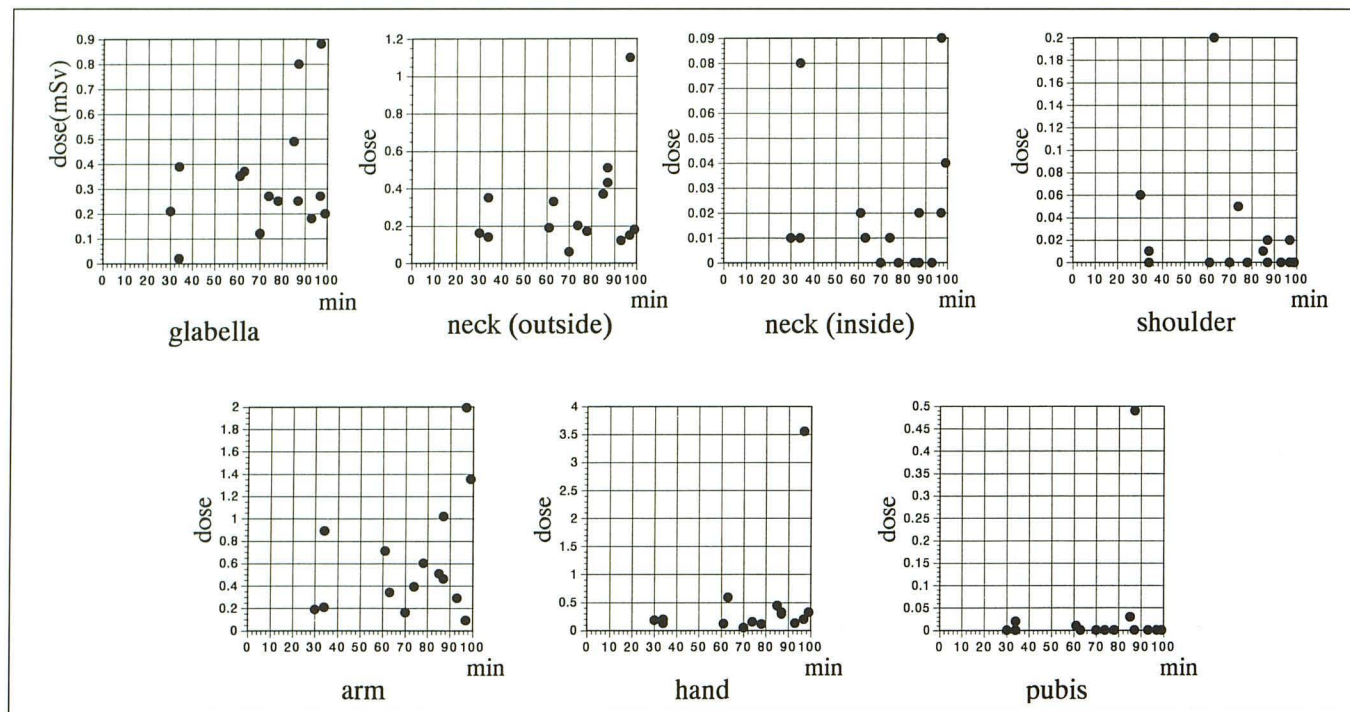 dose(mSv)
0.9
0.8
0.7
0.6
0.5
0.4
0.3
0.2
0.1
0
0 10 20 30 40 50 60 70 80 90 100
min
glabella
dose
1.2
1
0.8
0.6
0.4
0.2
0
0 10 20 30 40 50 60 70 80 90 100
min
neck (outside)
dose
0.09
0.08
0.07
0.06
0.05
0.04
0.03
0.02
0.01
0
0 10 20 30 40 50 60 70 80 90 100
min
neck (inside)
dose
0.2
0.18
0.16
0.14
0.12
0.1
0.08
0.06
0.04
0.02
0
0 10 20 30 40 50 60 70 80 90 100
min
shoulder
dose
2
1.8
1.6
1.4
1.2
1
0.8
0.6
0.4
0.2
0
0 10 20 30 40 50 60 70 80 90 100
min
arm
dose
4
3.5
3
2.5
2
1.5
1
0.5
0
0 10 20 30 40 50 60 70 80 90 100
min
hand
dose
0.5
0.45
0.4
0.35
0.3
0.25
0.2
0.15
0.1
0.05
0
0 10 20 30 40 50 60 70 80 90 100
min
pubis